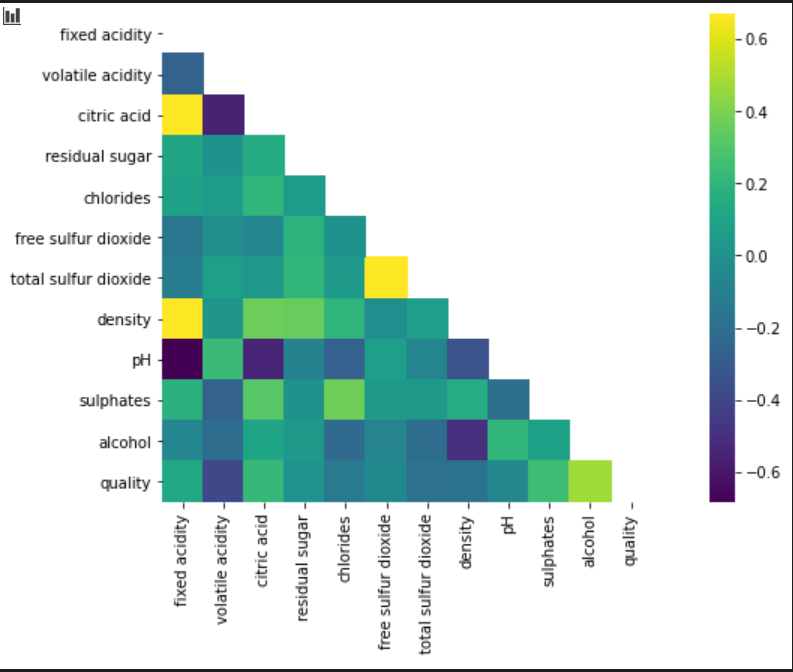 fixed acidity
volatile acidity
citric acid
residual sugar
chlorides
free sulfur dioxide
total sulfur dioxide
density
pH
sulphates
alcohol
quality
fixed acidity
volatile acidity
citric acid
residual sugar
chlorides
free sulfur dioxide
total sulfur dioxide
density
pH
sulphates
alcohol
quality
0.6
0.4
0.2
0.0
−0.2
−0.4
−0.6